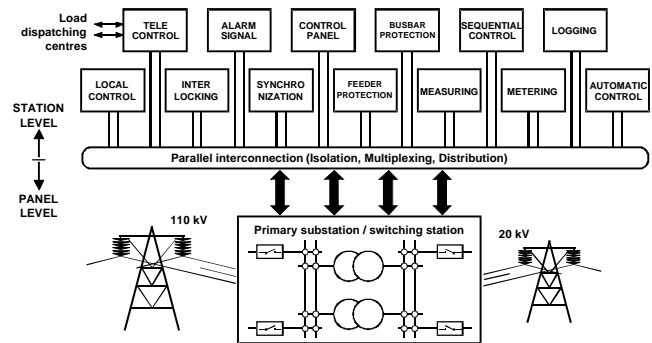 Load
dispatching
centres
TELE
CONTROL
ALARM
SIGNAL
CONTROL
PANEL
BUSBAR
PROTECTION
SEQUENTIAL
CONTROL
LOGGING
LOCAL
CONTROL
INTER
LOCKING
SYNCHRO
NIZATION
FEEDER
PROTECTION
MEASURING
METERING
AUTOMATIC
CONTROL
STATION
LEVEL
Parallel interconnection (Isolation, Multiplexing, Distribution)
PANEL
LEVEL
110 kV
Primary substation / switching station
20 kV